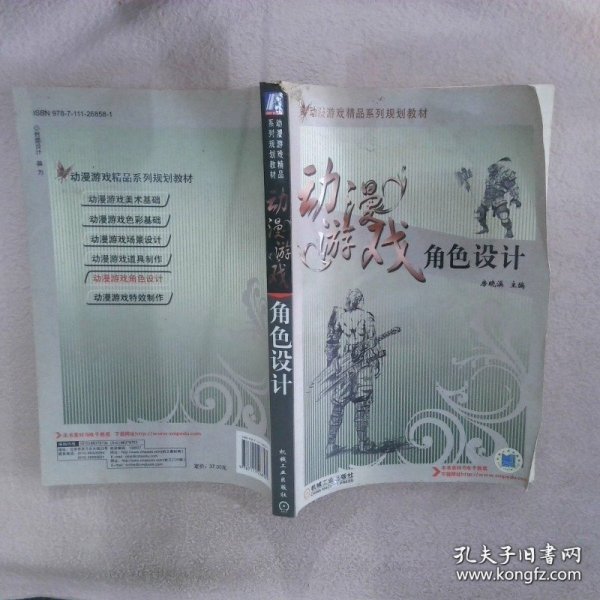 ISBN 978-7-111-26858-1
动漫游戏精品系列规划教材
动漫游戏美术基础
动漫游戏色彩基础
动漫游戏场景设计
动漫游戏道具制作
动漫游戏角色设计
动漫游戏特效制作
定价：37.00元
动漫游戏精品
系列规划教材
动漫游戏
角色设计
机械工业出版社
动漫游戏精品系列规划教材
动漫游戏
角色设计
主编
机械工业出版社
CHINA MACHINE PRESS
孔夫子旧书网
www.kongfz.com